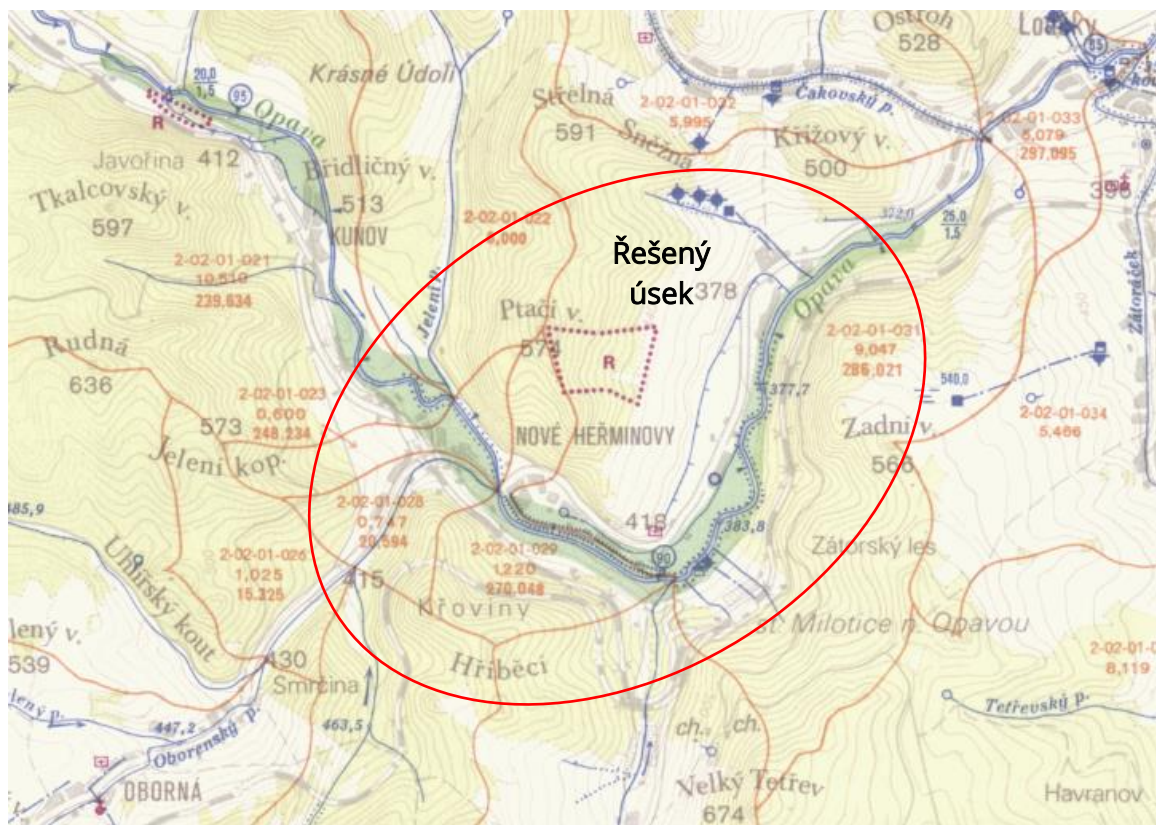 Ostroh
528
Krásné Údolí
20,0
1,5
95
Opava
R
Střelná
591
2-02-01-032
5,995
Sněžná
Čakovský p.
Křížový v.
500
2-02-01-033
5,079
297,095
85
396
Javořina 412
Břidličný v.
513
KUNOV
Tkalcovský v.
597
2-02-01-021
10,510
239,634
2-02-01-022
Jelení p.
Řešený
úsek
378
372,0
25,0
1,5
Opava
Zátoráček
Ptačí v.
R
Rudná
636
2-02-01-023
0,600
248,234
573
Jelení kop.
NOVÉ HEŘMINOVY
377,7
2-02-01-031
9,047
286,021
540,0
Zadní v.
566
2-02-01-034
5,466
485,9
2-02-01-028
0,747
20,594
2-02-01-026
1,025
15,325
415
2-02-01-029
1,220
270,048
418
90
383,8
Zátorský les
Uhlířský kout
Křoviny
Hříběcí
st. Milotice n. Opavou
539
430
Smrčina
463,5
447,2
Oborenský p.
OBORNÁ
8,119
Tetřevský p.
ch. ch.
Velký Tetřev
674
Havranov